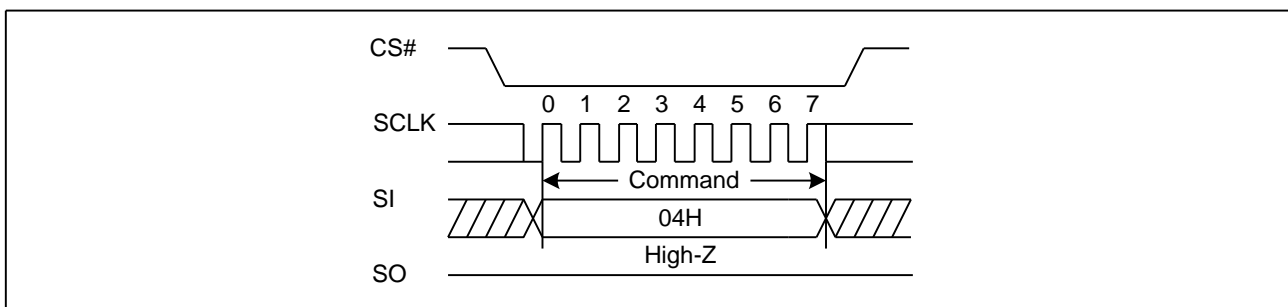 CS#
0 1 2 3 4 5 6 7
SCLK
Command
SI
04H
High-Z
SO